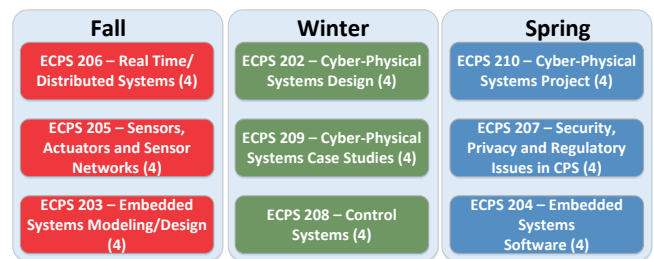 Fall
ECPS 206 – Real Time/
Distributed Systems (4)
ECPS 205 – Sensors,
Actuators and Sensor
Networks (4)
ECPS 203 – Embedded
Systems Modeling/Design
(4)
Winter
ECPS 202 – Cyber-Physical
Systems Design (4)
ECPS 209 – Cyber-Physical
Systems Case Studies (4)
ECPS 208 – Control
Systems (4)
Spring
ECPS 210 – Cyber-Physical
Systems Project (4)
ECPS 207 – Security,
Privacy and Regulatory
Issues in CPS (4)
ECPS 204 – Embedded
Systems
Software (4)